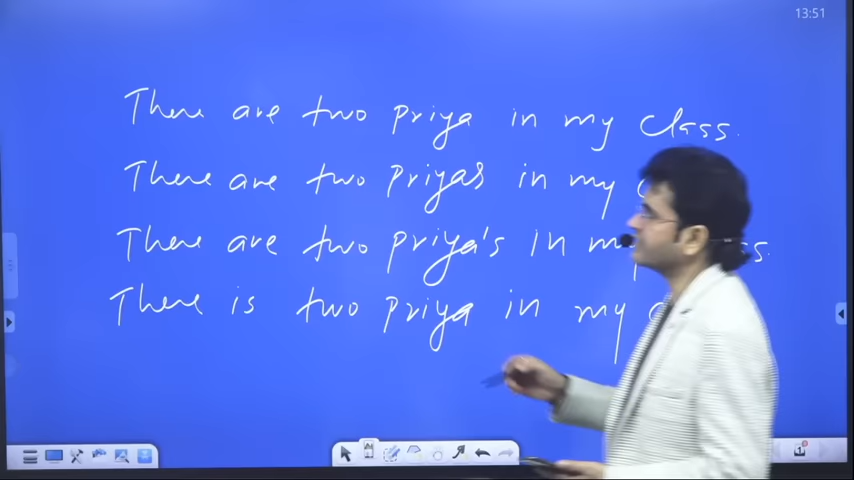 13:51
There are two priya in my class.
There are two priyas in my
There are two priya's in my
There is two priya in my